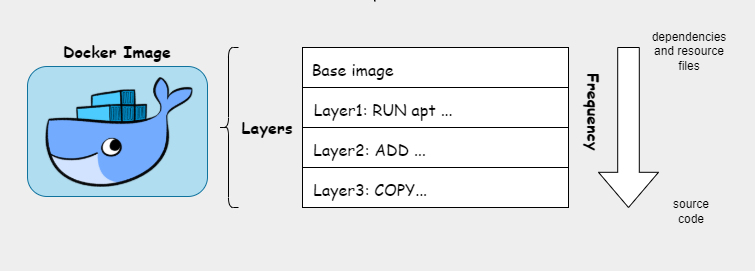 Docker Image
Layers
Base image
Layer1: RUN apt ...
Layer2: ADD ...
Layer3: COPY...
Frequency
dependencies
and resource
files
source
code